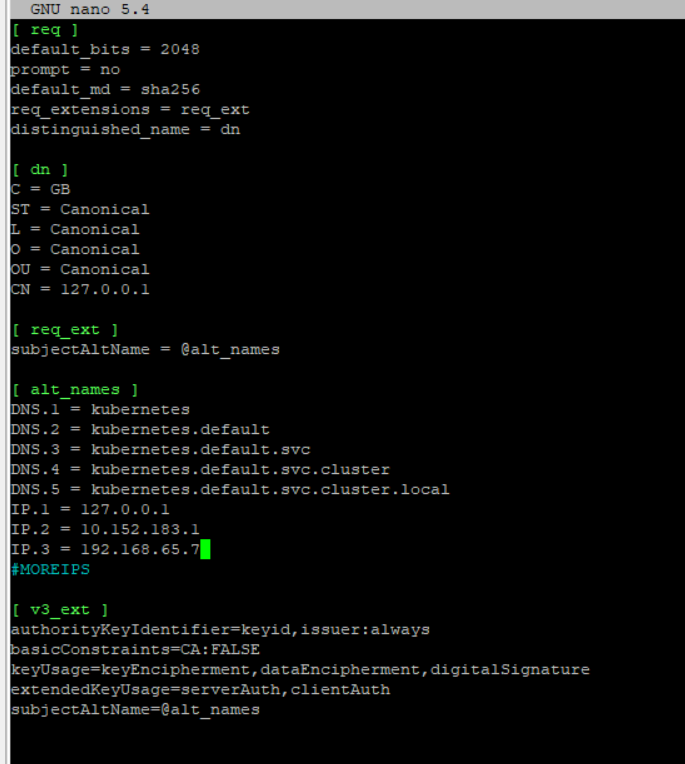 GNU nano 5.4
[ req ]
default_bits = 2048
prompt = no
default_md = sha256
req_extensions = req_ext
distinguished_name = dn
[ dn ]
C = GB
ST = Canonical
L = Canonical
O = Canonical
OU = Canonical
CN = 127.0.0.1
[ req_ext ]
subjectAltName = @alt_names
[ alt_names ]
DNS.1 = kubernetes
DNS.2 = kubernetes.default
DNS.3 = kubernetes.default.svc
DNS.4 = kubernetes.default.svc.cluster
DNS.5 = kubernetes.default.svc.cluster.local
IP.1 = 127.0.0.1
IP.2 = 10.152.183.1
IP.3 = 192.168.65.7
#MOREIPS
[ v3_ext ]
authorityKeyIdentifier=keyid,issuer:always
basicConstraints=CA:FALSE
keyUsage=keyEncipherment,dataEncipherment,digitalSignature
extendedKeyUsage=serverAuth,clientAuth
subjectAltName=@alt_names